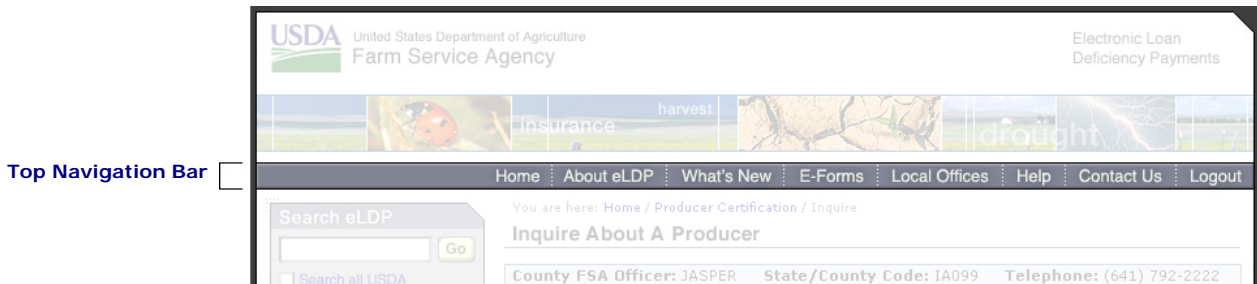 USDA United States Department of Agriculture
Farm Service Agency
Electronic Loan
Deficiency Payments
harvest
insurance
drought
Top Navigation Bar
Home About eLDP What's New E-Forms Local Offices Help Contact Us Logout
Search eLDP
Go
Search all USDA
You are here: Home / Producer Certification / Inquire
Inquire About A Producer
County FSA Officer: JASPER State/County Code: IA099 Telephone: (641) 792-2222